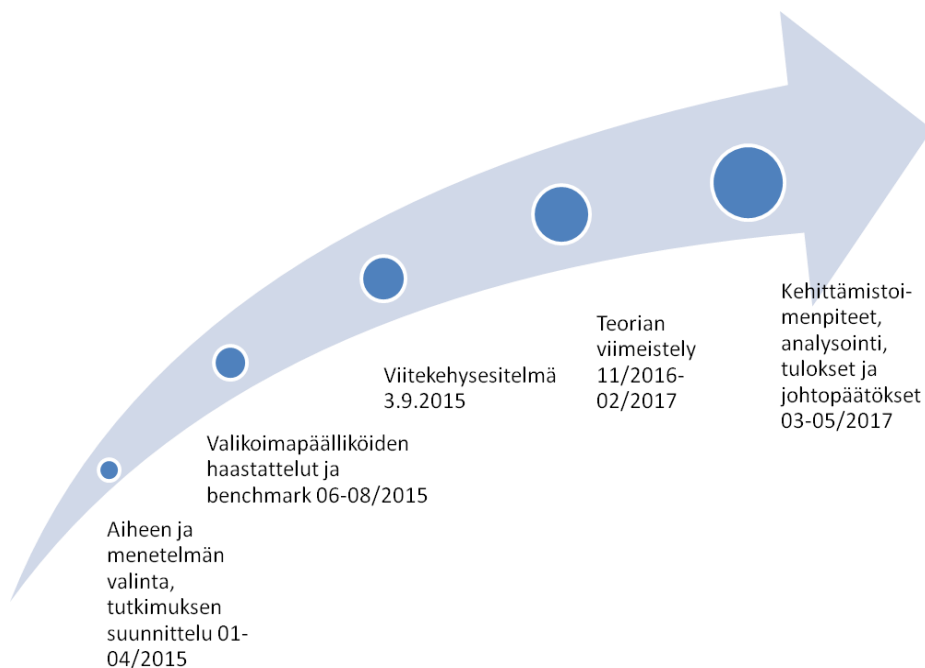 Aiheen ja
menetelmän
valinta,
tutkimuksen
suunnittelu 01-
04/2015
Valikoimapäälliköiden
haastattelut ja
benchmark 06-08/2015
Viitekehysesitelmä
3.9.2015
Teorian
viimeistely
11/2016-
02/2017
Kehittämistoi-
menpiteet,
analysointi,
tulokset ja
johtopäätökset
03-05/2017